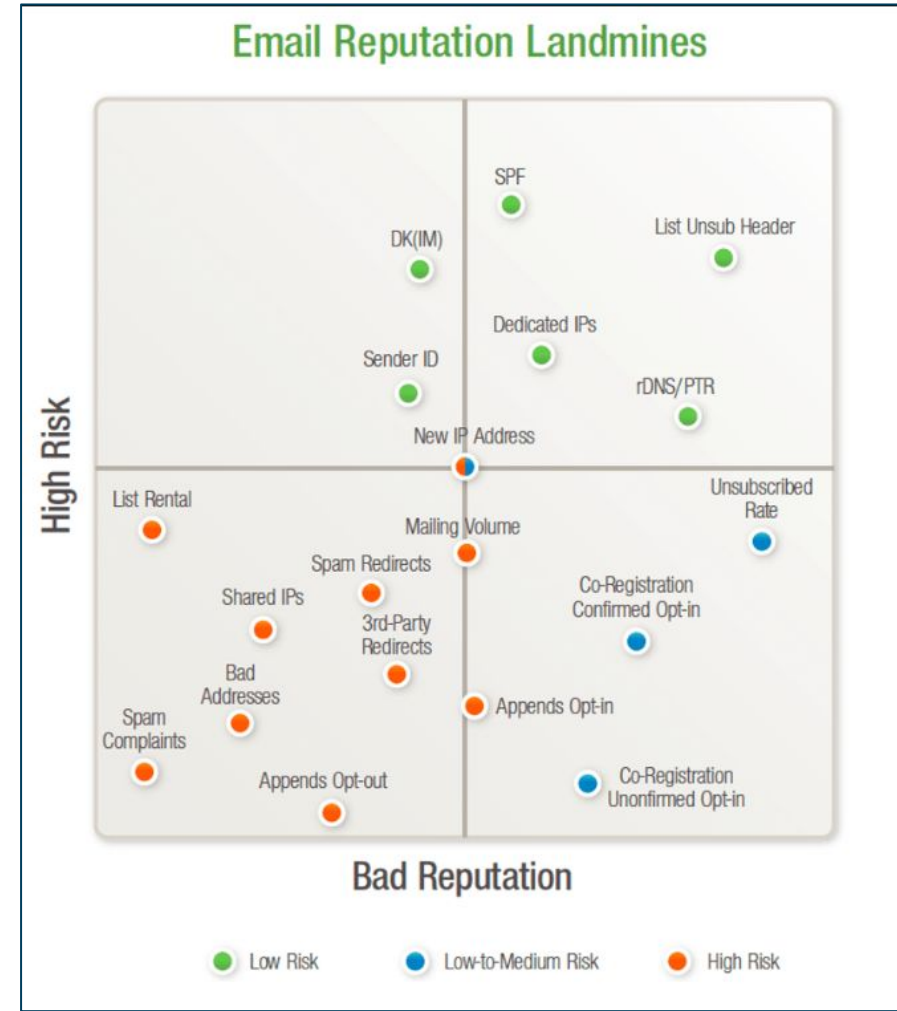 Email Reputation Landmines
SPF
List Unsub Header
DK(IM)
Dedicated IPs
Sender ID
rDNS/PTR
New IP Address
High Risk
List Rental
Unsubscribed
Rate
Mailing Volume
Spam Redirects
Co-Registration
Confirmed Opt-in
Shared IPs
3rd-Party
Redirects
Bad
Addresses
Appends Opt-in
Spam
Complaints
Appends Opt-out
Co-Registration
Unonfirmed Opt-in
Bad Reputation
Low Risk
Low-to-Medium Risk
High Risk